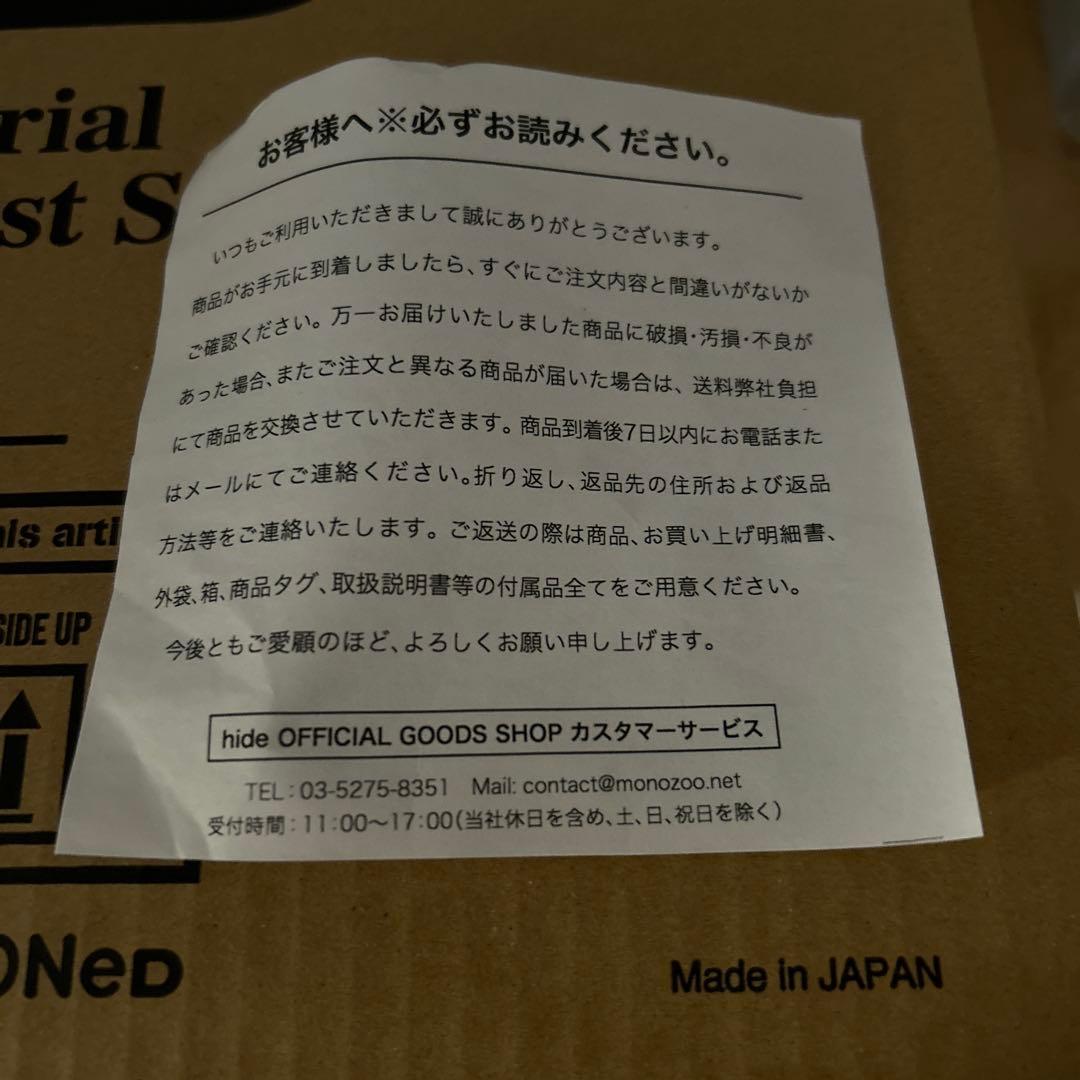 rial
st S
お客様へ※必ずお読みください。
いつもご利用いただきまして誠にありがとうございます。
商品がお手元に到着しましたら、すぐにご注文内容と間違いがないか
ご確認ください。万一お届けいたしました商品に破損・汚損・不良が
あった場合、またご注文と異なる商品が届いた場合は、送料弊社負担
にて商品を交換させていただきます。商品到着後7日以内にお電話また
はメールにてご連絡ください。折り返し、返品先の住所および返品
方法等をご連絡いたします。ご返送の際は商品、お買い上げ明細書、
外袋、箱、商品タグ、取扱説明書等の付属品全てをご用意ください。
今後ともご愛顧のほど、よろしくお願い申し上げます。
hide OFFICIAL GOODS SHOP カスタマーサービス
TEL：03-5275-8351 Mail: contact@monozoo.net
受付時間：11：00〜17：00（当社休日を含め、土、日、祝日を除く）
arti
SIDE UP
ONeD
Made in JAPAN